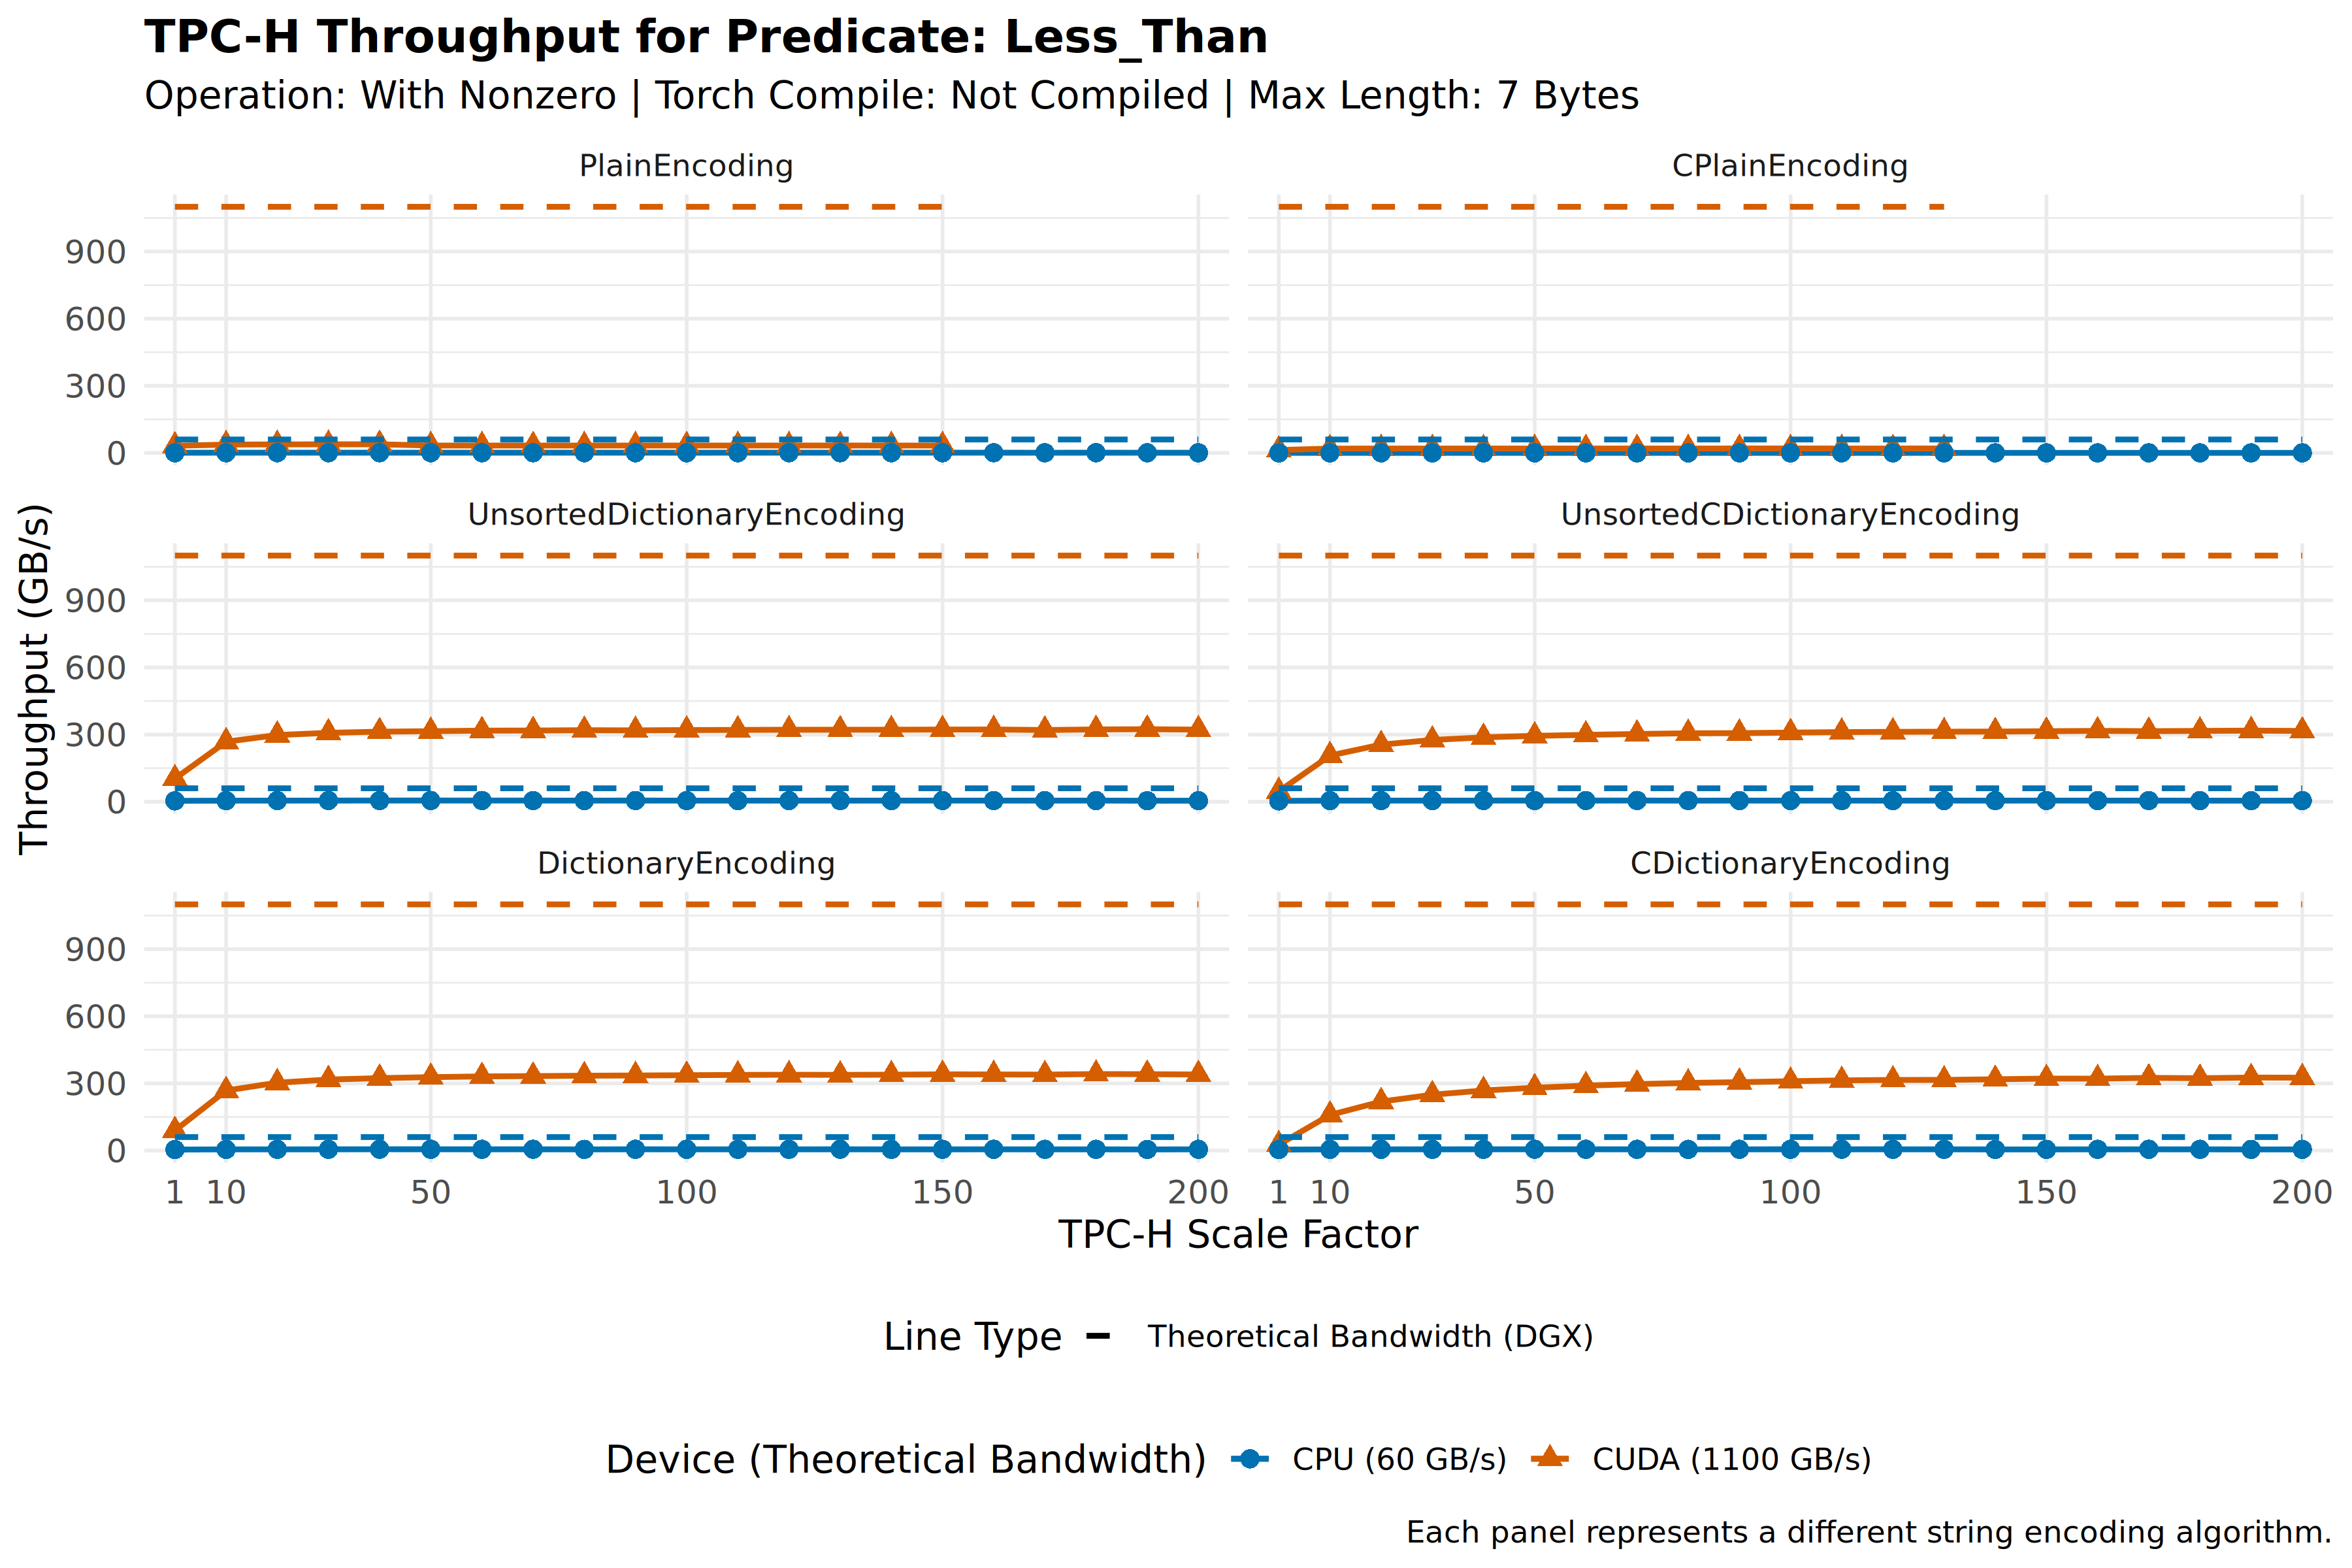 TPC-H Throughput for Predicate: Less_Than
Operation: With Nonzero | Torch Compile: Not Compiled | Max Length: 7 Bytes
PlainEncoding
CPlainEncoding
900
600
300
0
UnsortedDictionaryEncoding
UnsortedCDictionaryEncoding
900
600
300
0
DictionaryEncoding
CDictionaryEncoding
900
600
300
0
Throughput (GB/s)
1 10 50 100 150 200
1 10 50 100 150 200
TPC-H Scale Factor
Line Type Theoretical Bandwidth (DGX)
Device (Theoretical Bandwidth) CPU (60 GB/s) CUDA (1100 GB/s)
Each panel represents a different string encoding algorithm.